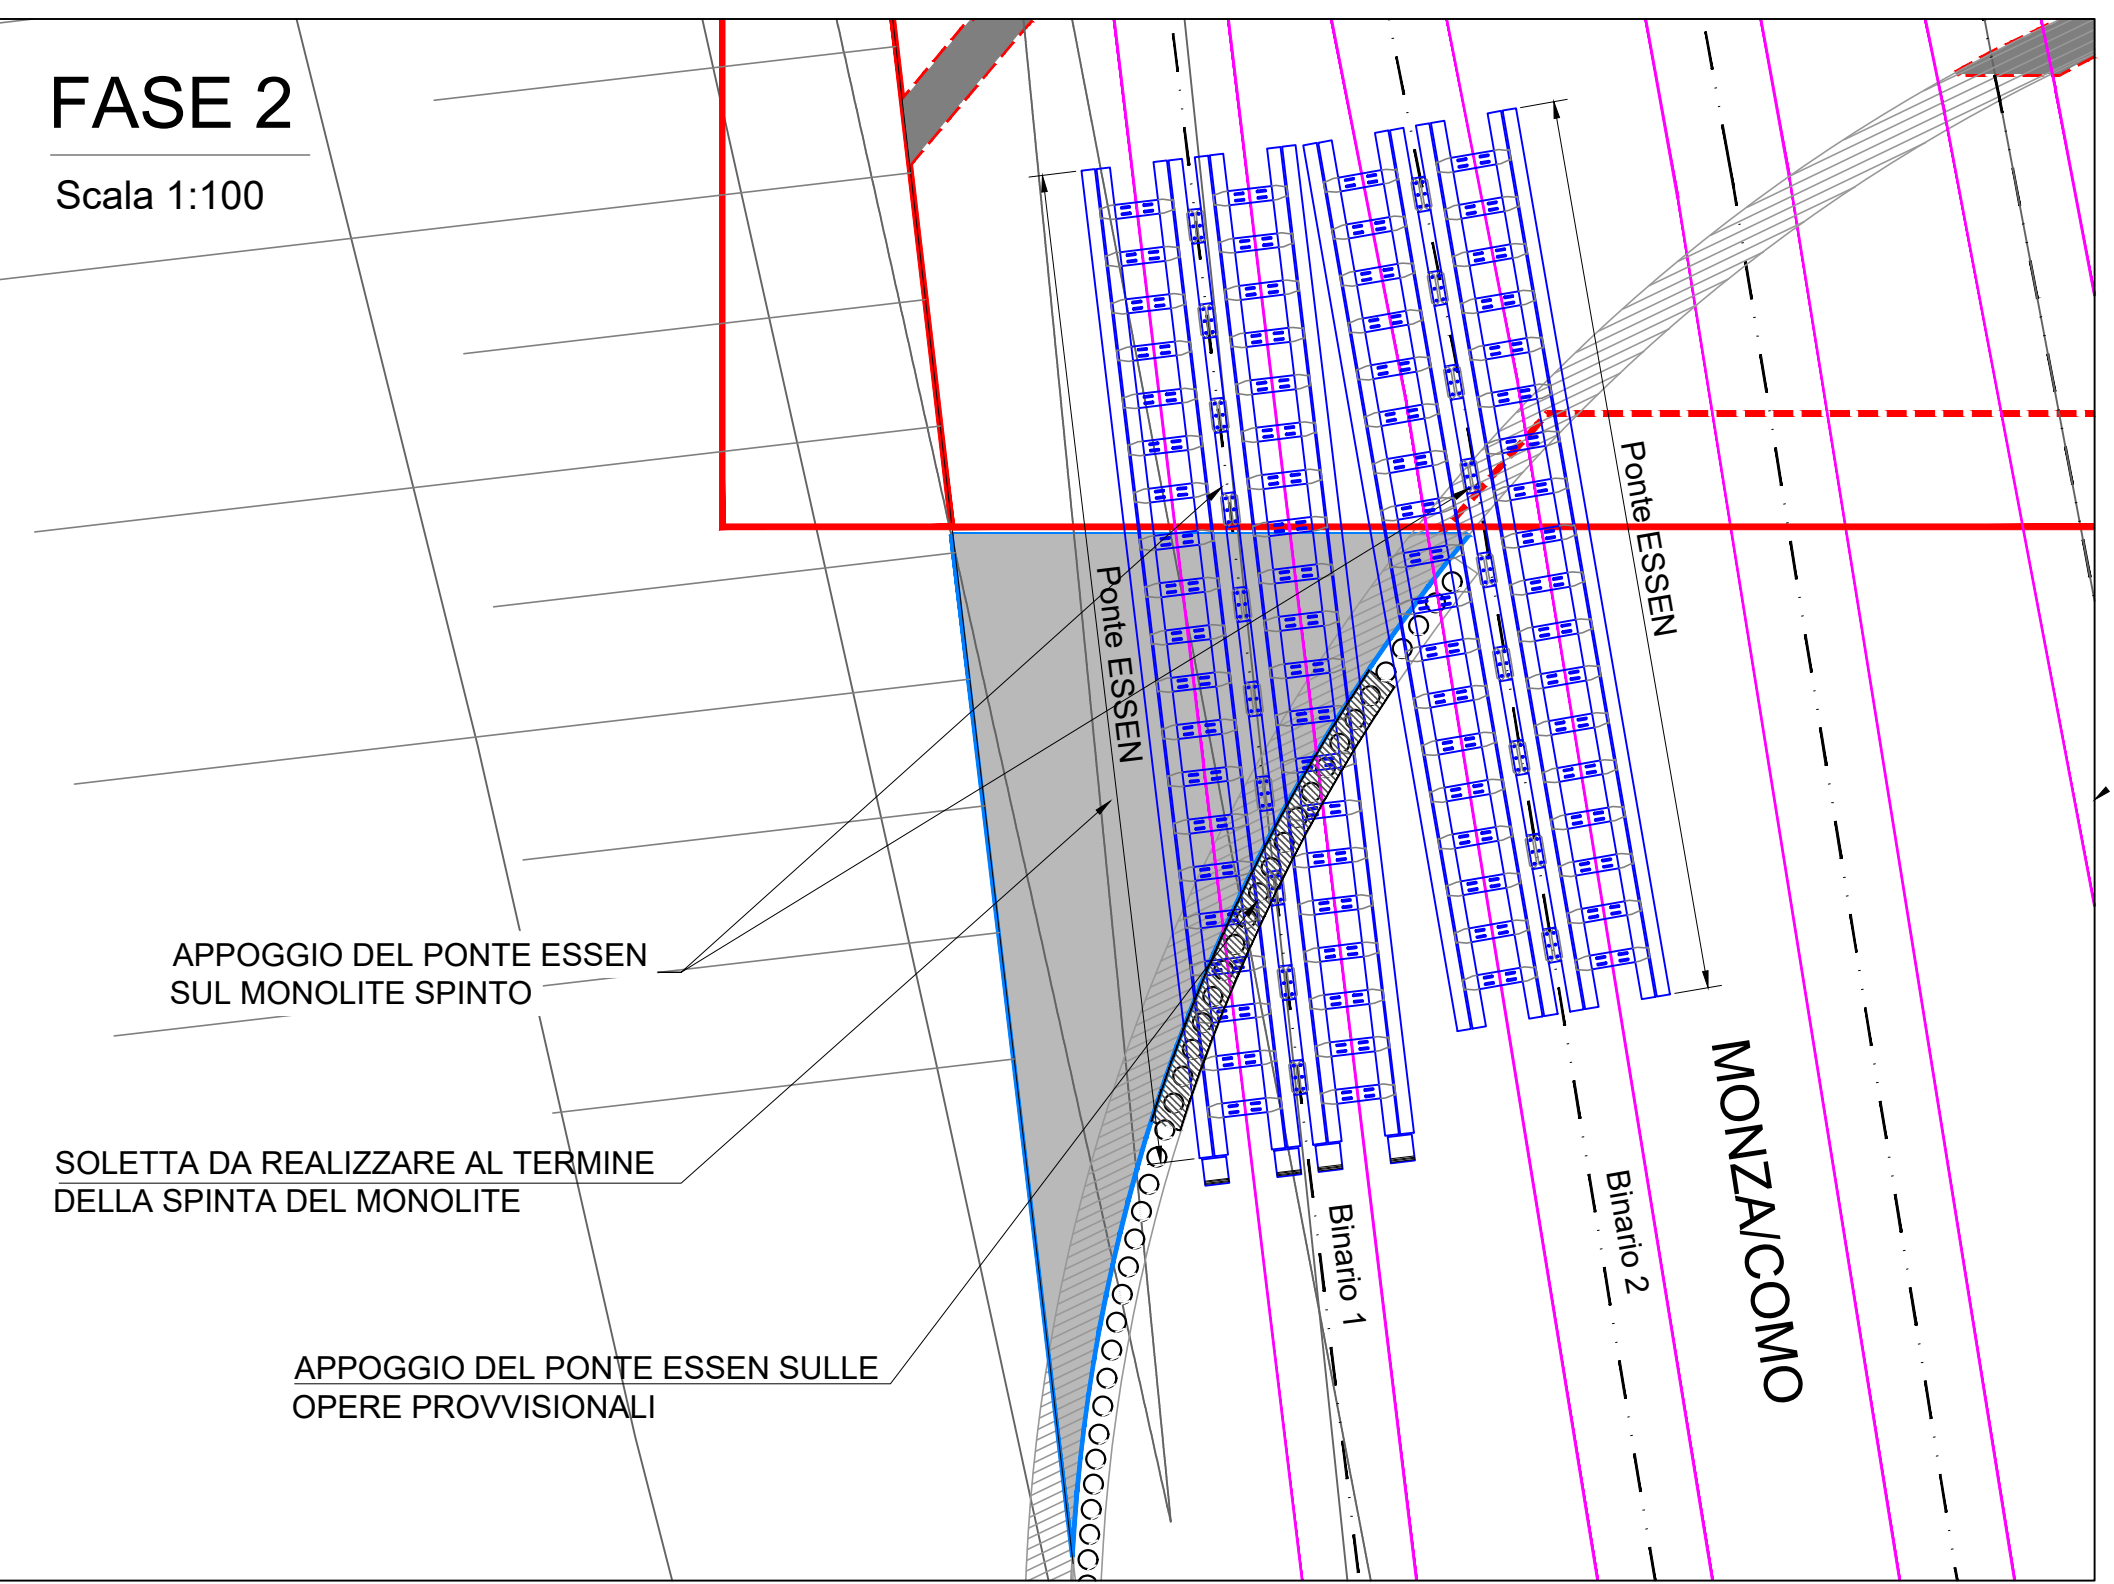 FASE 2
Scala 1:100
Ponte ESSEN
Ponte ESSEN
APPOGGIO DEL PONTE ESSEN
SUL MONOLITE SPINTO
SOLETTA DA REALIZZARE AL TERMINE
DELLA SPINTA DEL MONOLITE
APPOGGIO DEL PONTE ESSEN SULLE
OPERE PROVVISIONALI
Binario 1
Binario 2
MONZA/COMO